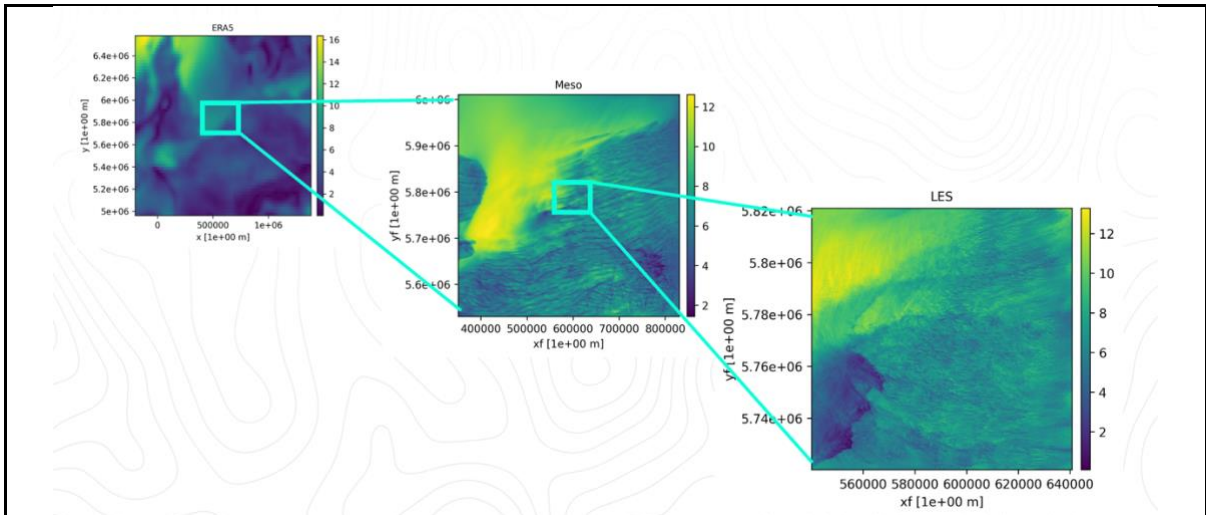 ERA5
16
14
12
10
8
6
4
2
6.4e+06
6.2e+06
6e+06
5.8e+06
5.6e+06
5.4e+06
5.2e+06
5e+06
y [1e+00 m]
0
500000
1e+06
x [1e+00 m]
Meso
12
10
8
6
4
2
6e+06
5.9e+06
5.8e+06
5.7e+06
5.6e+06
yf [1e+00 m]
400000 500000 600000 700000 800000
xf [1e+00 m]
LES
12
10
8
6
4
2
5.82e+06
5.8e+06
5.78e+06
5.76e+06
5.74e+06
yf [1e+00 m]
560000 580000 600000 620000 640000
xf [1e+00 m]